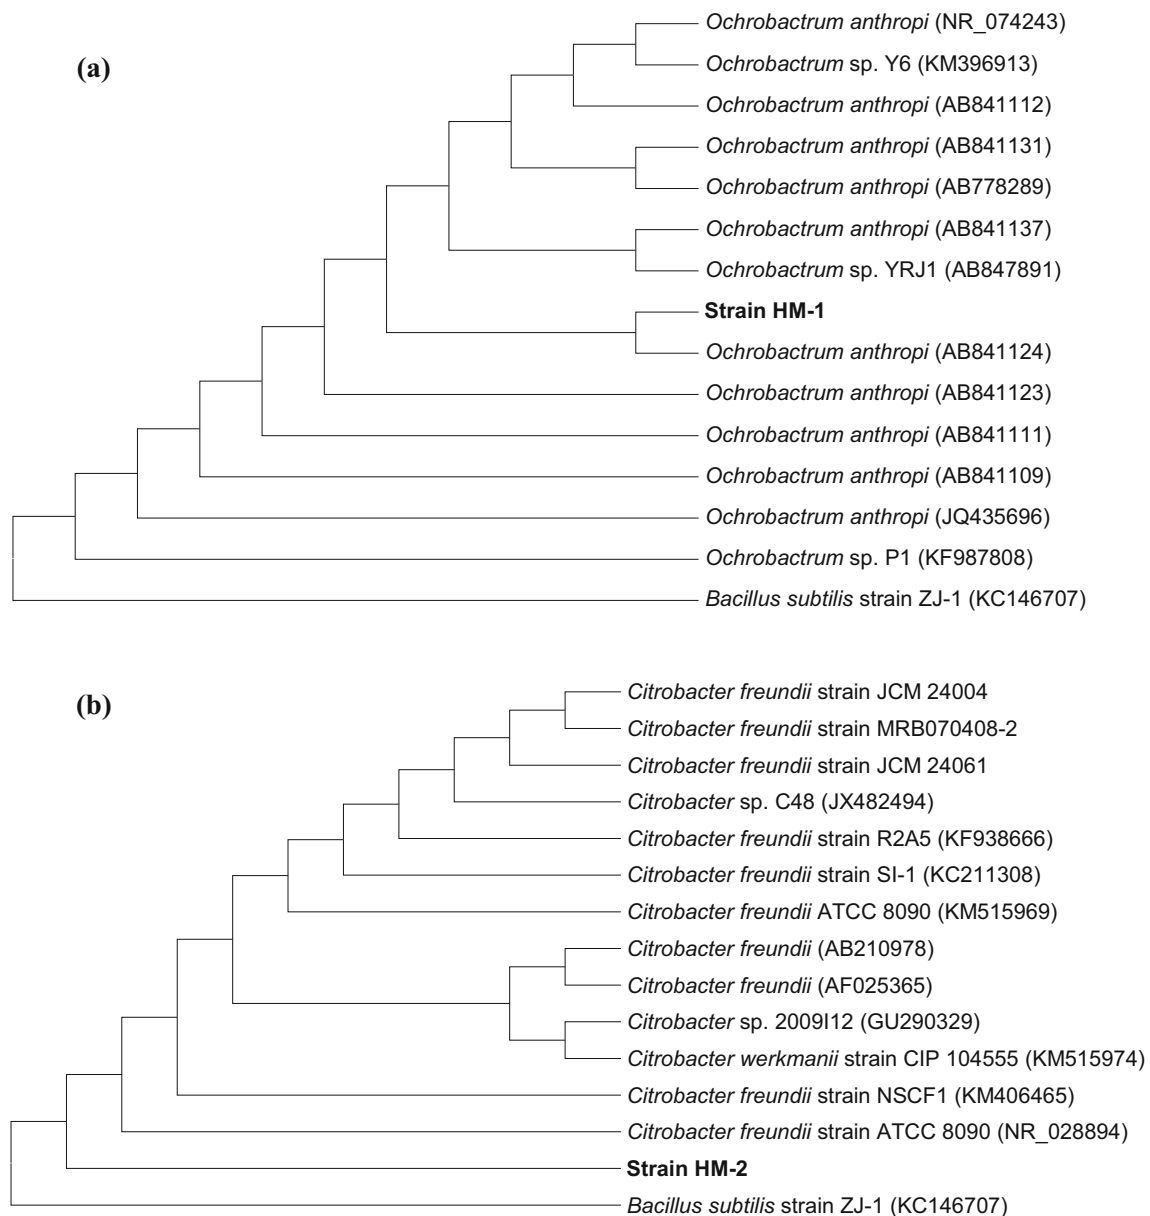 (a)
Ochrobactrum anthropi (NR_074243)
Ochrobactrum sp. Y6 (KM396913)
Ochrobactrum anthropi (AB841112)
Ochrobactrum anthropi (AB841131)
Ochrobactrum anthropi (AB778289)
Ochrobactrum anthropi (AB841137)
Ochrobactrum sp. YRJ1 (AB847891)
Strain HM-1
Ochrobactrum anthropi (AB841124)
Ochrobactrum anthropi (AB841123)
Ochrobactrum anthropi (AB841111)
Ochrobactrum anthropi (AB841109)
Ochrobactrum anthropi (JQ435696)
Ochrobactrum sp. P1 (KF987808)
Bacillus subtilis strain ZJ-1 (KC146707)
(b)
Citrobacter freundii strain JCM 24004
Citrobacter freundii strain MRB070408-2
Citrobacter freundii strain JCM 24061
Citrobacter sp. C48 (JX482494)
Citrobacter freundii strain R2A5 (KF938666)
Citrobacter freundii strain SI-1 (KC211308)
Citrobacter freundii ATCC 8090 (KM515969)
Citrobacter freundii (AB210978)
Citrobacter freundii (AF025365)
Citrobacter sp. 2009I12 (GU290329)
Citrobacter werkmanii strain CIP 104555 (KM515974)
Citrobacter freundii strain NSCF1 (KM406465)
Citrobacter freundii strain ATCC 8090 (NR_028894)
Strain HM-2
Bacillus subtilis strain ZJ-1 (KC146707)